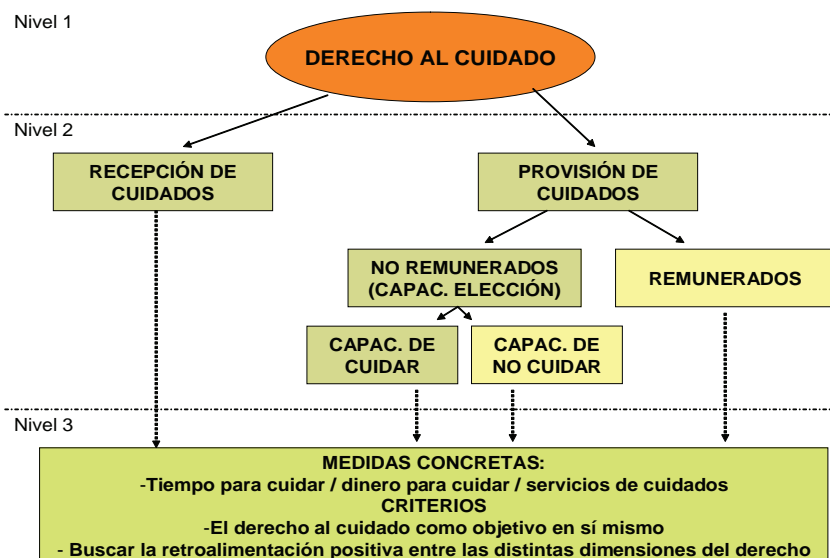 Nivel 1
DERECHO AL CUIDADO
Nivel 2
RECEPCIÓN DE
CUIDADOS
PROVISIÓN DE
CUIDADOS
NO REMUNERADOS
(CAPAC. ELECCIÓN)
REMUNERADOS
CAPAC. DE
CUIDAR
CAPAC. DE
NO CUIDAR
Nivel 3
MEDIDAS CONCRETAS:
-Tiempo para cuidar / dinero para cuidar / servicios de cuidados
CRITERIOS
-El derecho al cuidado como objetivo en sí mismo
- Buscar la retroalimentación positiva entre las distintas dimensiones del derecho